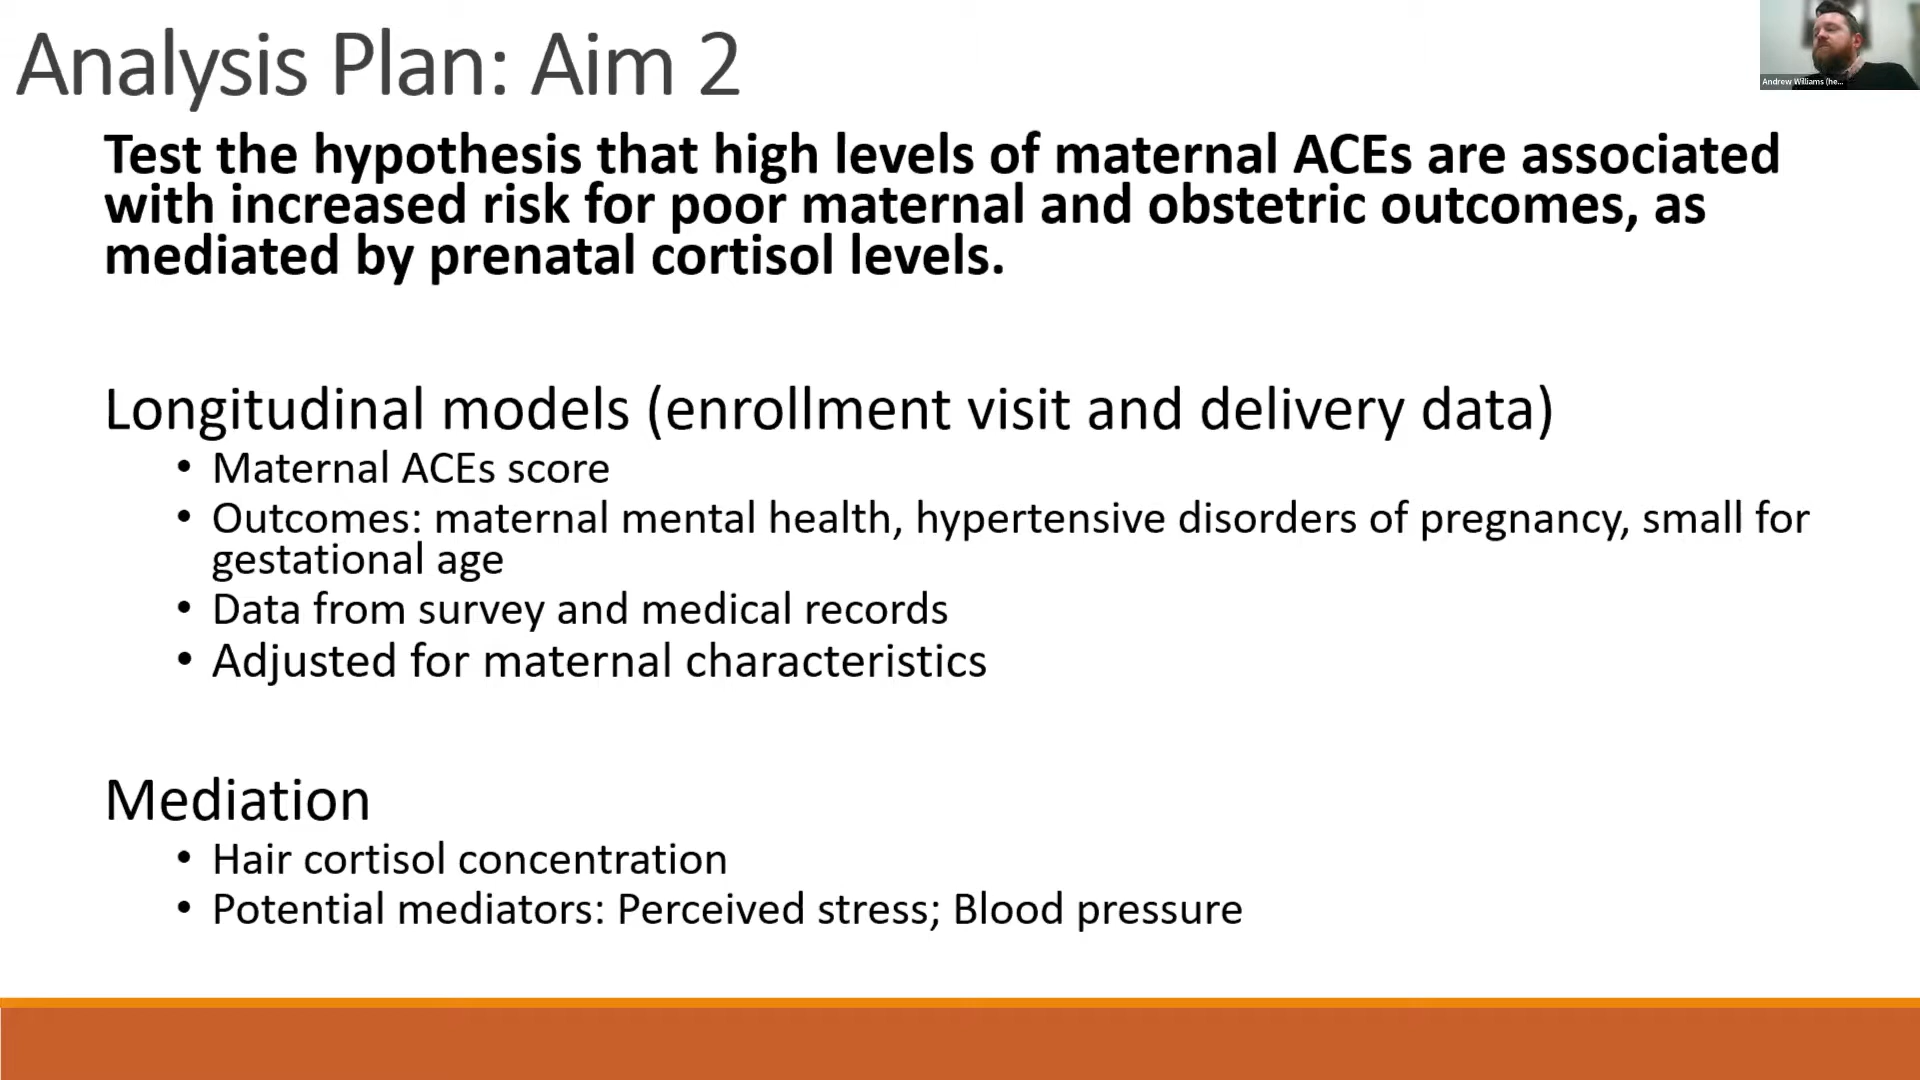 Analysis Plan: Aim 2
Andrew Williams (he...
Test the hypothesis that high levels of maternal ACEs are associated
with increased risk for poor maternal and obstetric outcomes, as
mediated by prenatal cortisol levels.
Longitudinal models (enrollment visit and delivery data)
• Maternal ACEs score
• Outcomes: maternal mental health, hypertensive disorders of pregnancy, small for
gestational age
• Data from survey and medical records
• Adjusted for maternal characteristics
Mediation
• Hair cortisol concentration
• Potential mediators: Perceived stress; Blood pressure